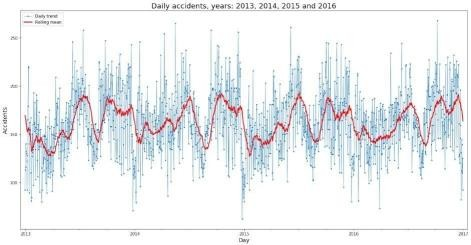 Daily accidents, years: 2013, 2014, 2015 and 2016
Daily trend
Rolling mean
Accidents
250
200
150
100
2013
2014
2015
2016
2017
Day